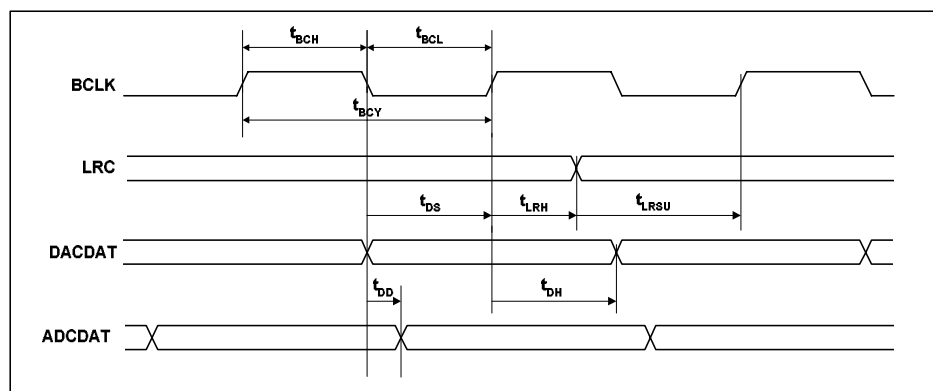 tBCH tBCL
BCLK
tBCY
LRC
tDS tLRH tLRSU
DACDAT
tDD tDH
ADCDAT